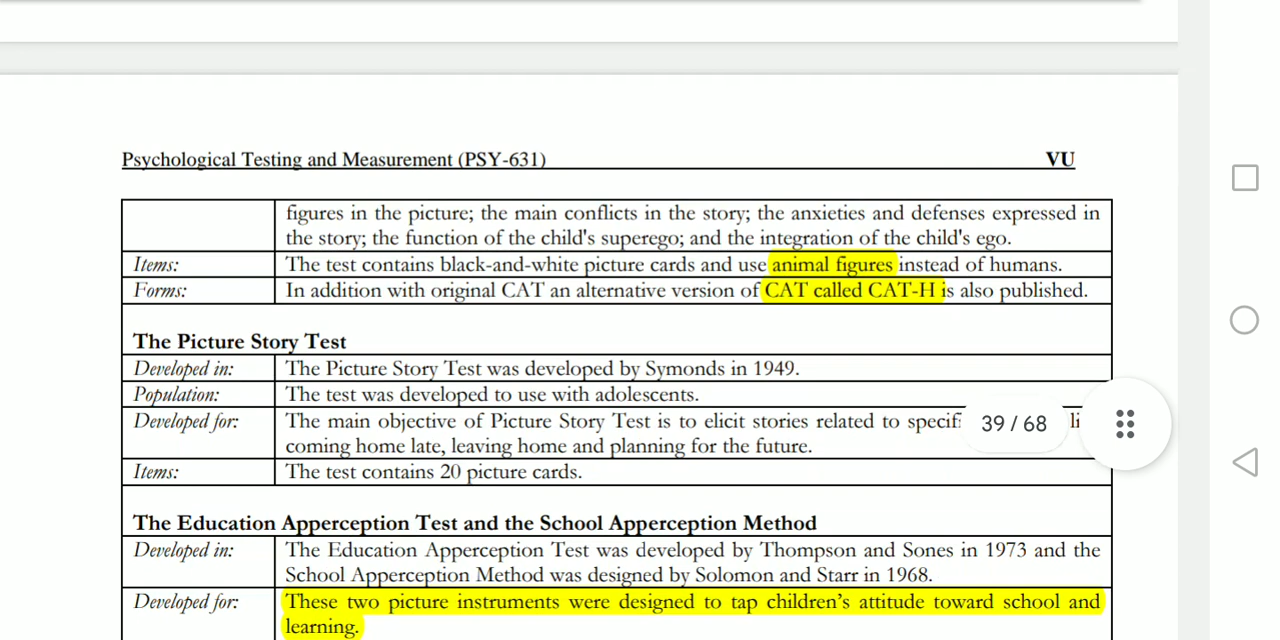 Psychological Testing and Measurement (PSY-631) VU
figures in the picture; the main conflicts in the story; the anxieties and defenses expressed in
the story; the function of the child's superego; and the integration of the child's ego.
Items: The test contains black-and-white picture cards and use animal figures instead of humans.
Forms: In addition with original CAT an alternative version of CAT called CAT-H is also published.
The Picture Story Test
Developed in: The Picture Story Test was developed by Symonds in 1949.
Population: The test was developed to use with adolescents.
Developed for: The main objective of Picture Story Test is to elicit stories related to
coming home late, leaving home and planning for the future.
39 / 68
Items: The test contains 20 picture cards.
The Education Apperception Test and the School Apperception Method
Developed in: The Education Apperception Test was developed by Thompson and Sones in 1973 and the
School Apperception Method was designed by Solomon and Starr in 1968.
Developed for: These two picture instruments were designed to tap children's attitude toward school and
learning.